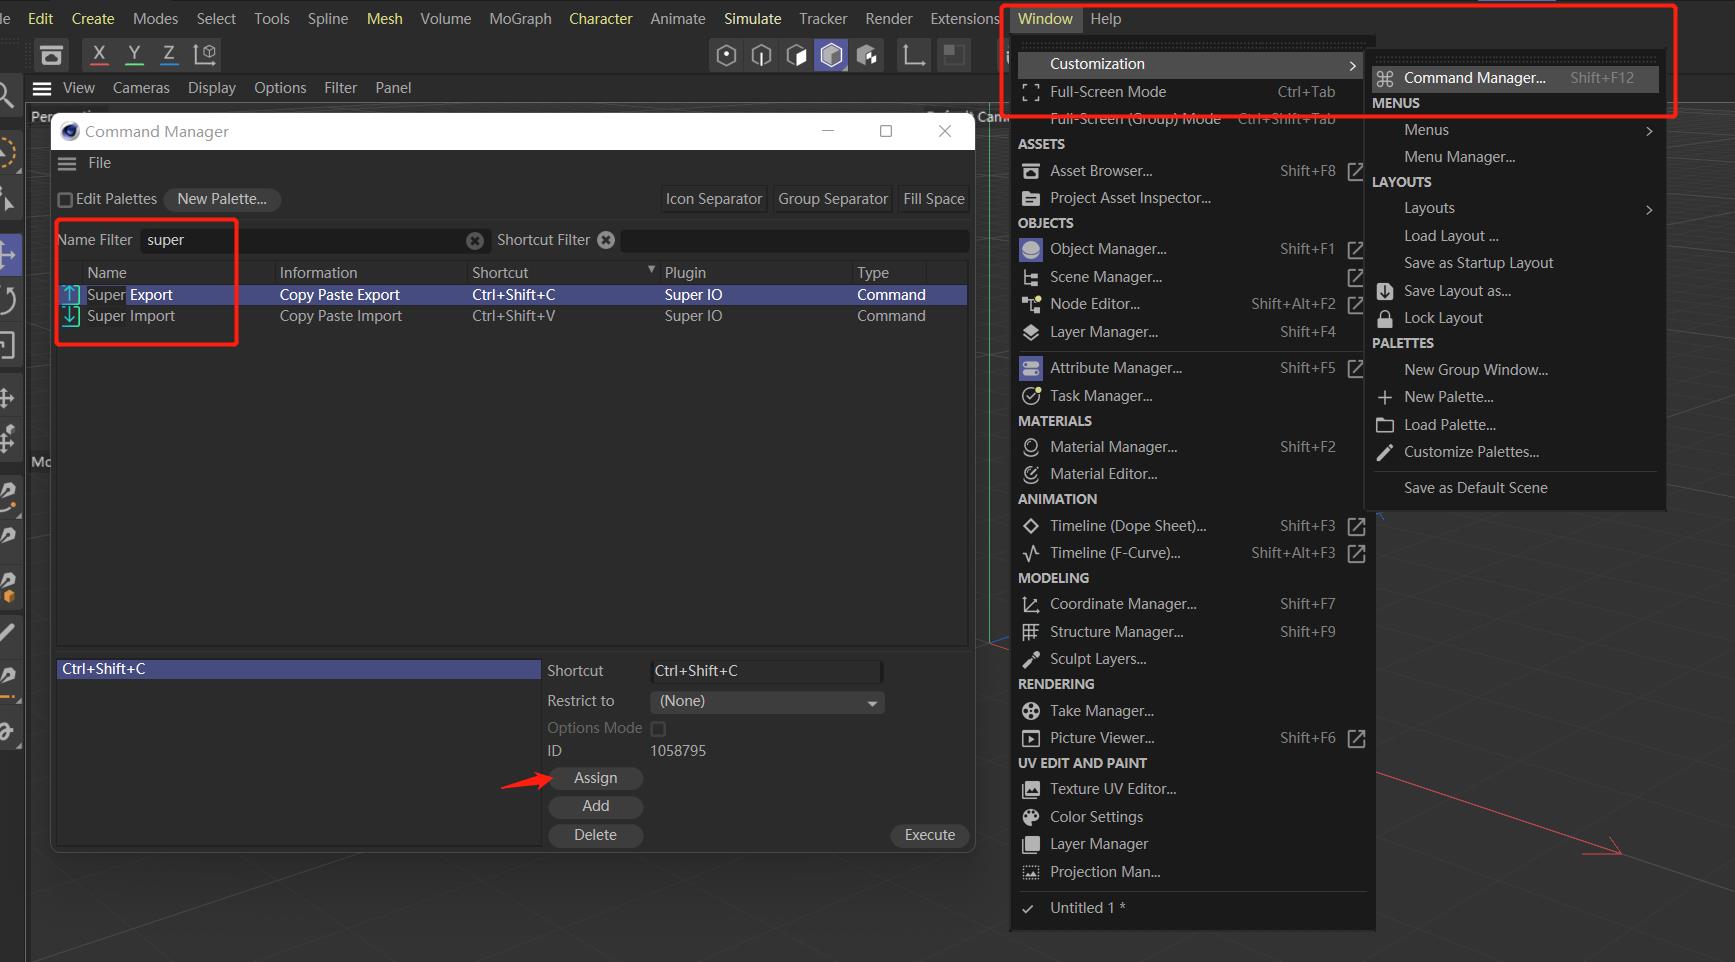 Edit Create Modes Select Tools Spline Mesh Volume MoGraph Character Animate Simulate Tracker Render Extensions Window Help
X Y Z
View Cameras Display Options Filter Panel
Command Manager
File
Edit Palettes New Palette... Icon Separator Group Separator Fill Space
Name Filter super Shortcut Filter
Name Information Shortcut Plugin Type
Super Export Copy Paste Export Ctrl+Shift+C Super IO Command
Super Import Copy Paste Import Ctrl+Shift+V Super IO Command
Ctrl+Shift+C
Shortcut Ctrl+Shift+C
Restrict to (None)
Options Mode
ID 1058795
Assign
Add
Delete Execute
Customization
Full-Screen Mode Ctrl+Tab
Full-Screen (Group) Mode Ctrl+Shift+Tab
ASSETS
Asset Browser... Shift+F8
Project Asset Inspector...
OBJECTS
Object Manager... Shift+F1
Scene Manager...
Node Editor... Shift+Alt+F2
Layer Manager... Shift+F4
Attribute Manager... Shift+F5
Task Manager...
MATERIALS
Material Manager... Shift+F2
Material Editor...
ANIMATION
Timeline (Dope Sheet)... Shift+F3
Timeline (F-Curve)... Shift+Alt+F3
MODELING
Coordinate Manager... Shift+F7
Structure Manager... Shift+F9
Sculpt Layers...
RENDERING
Take Manager...
Picture Viewer... Shift+F6
UV EDIT AND PAINT
Texture UV Editor...
Color Settings
Layer Manager
Projection Man...
Untitled 1 *
Command Manager... Shift+F12
MENUS
Menus
Menu Manager...
LAYOUTS
Layouts
Load Layout ...
Save as Startup Layout
Save Layout as...
Lock Layout
PALETTES
New Group Window...
New Palette...
Load Palette...
Customize Palettes...
Save as Default Scene